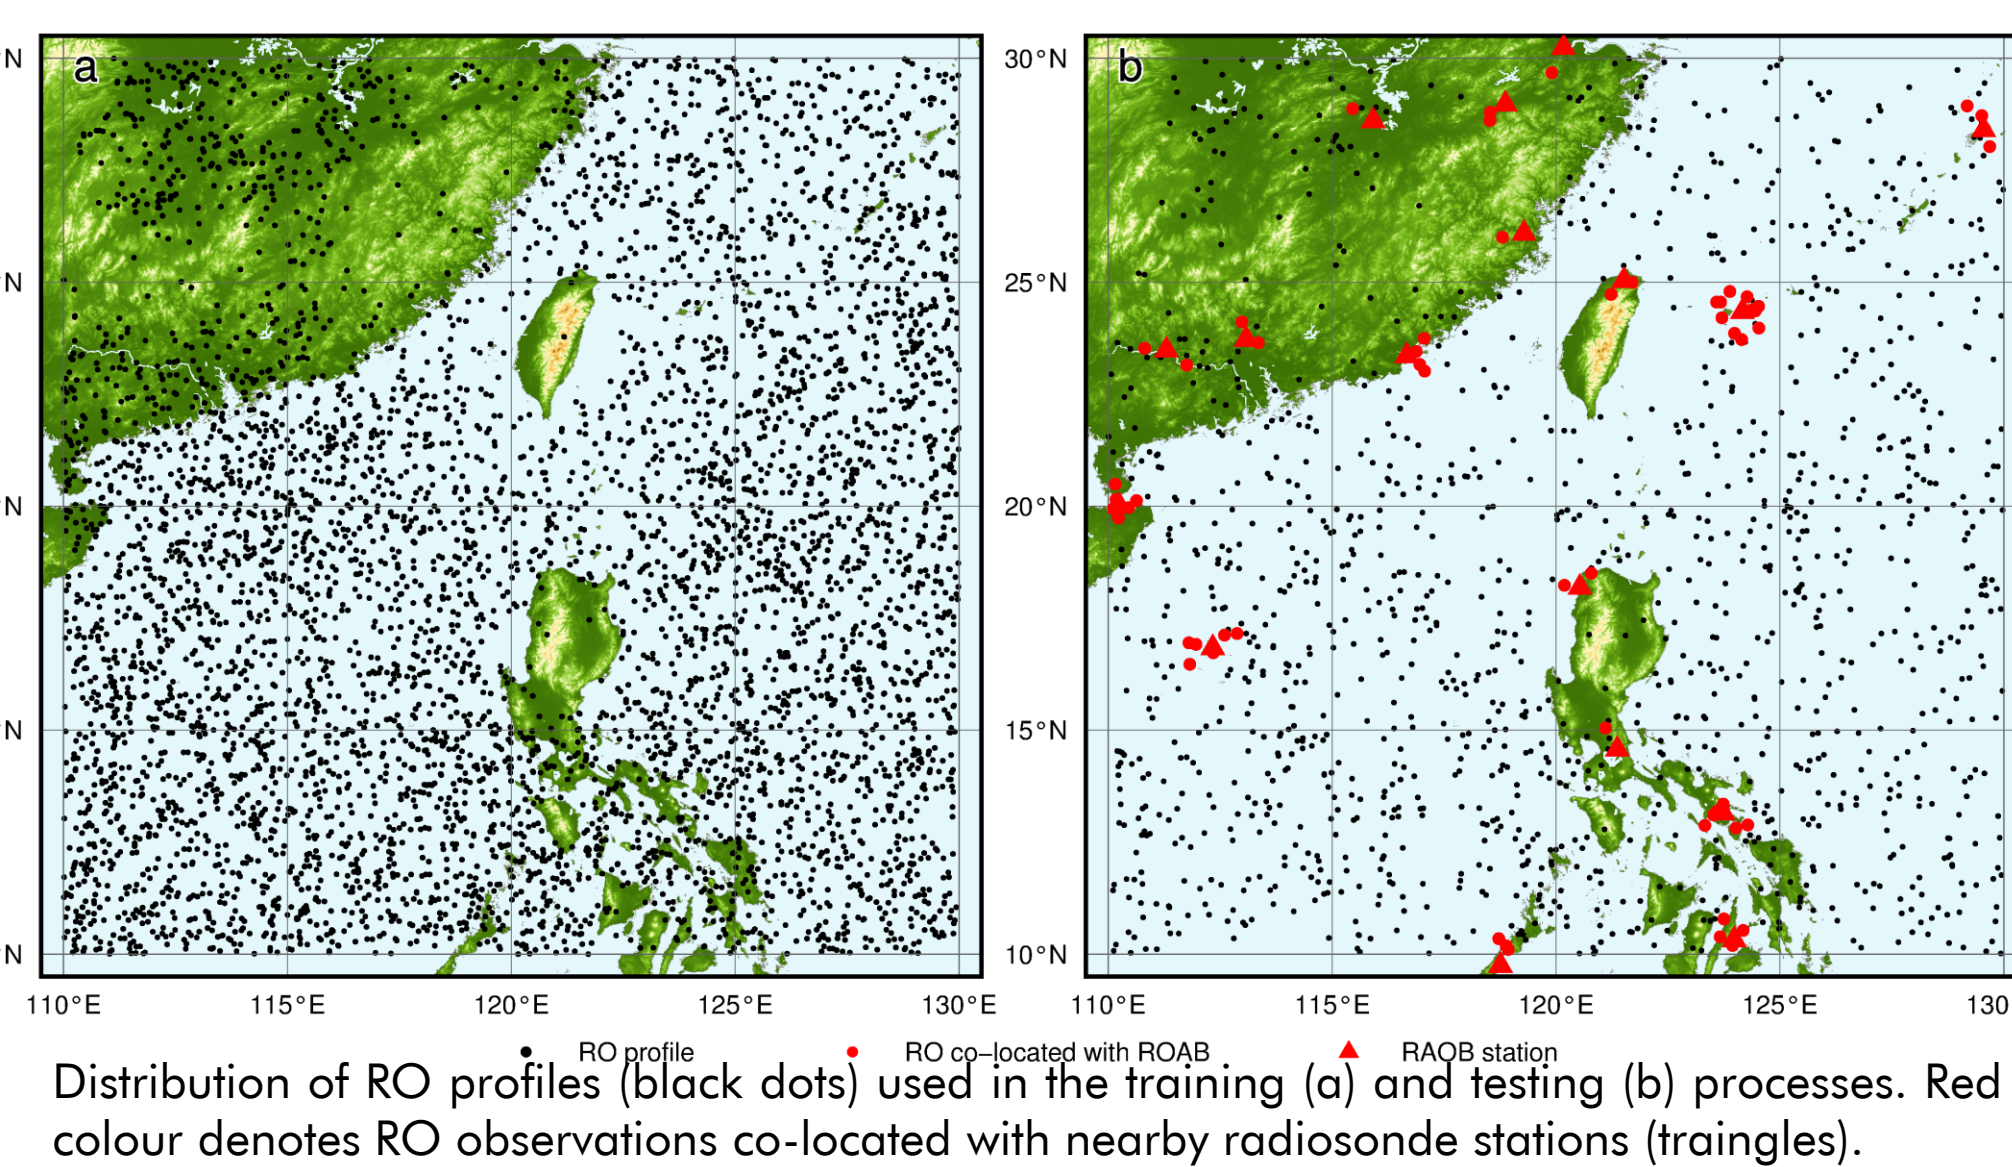 a
b
N
N
N
N
N
30°N
25°N
20°N
15°N
10°N
110°E 115°E 120°E 125°E 130°E
110°E 115°E 120°E 125°E 130
RO profile RO co-located with ROAB RAOB station
Distribution of RO profiles (black dots) used in the training (a) and testing (b) processes. Red
colour denotes RO observations co-located with nearby radiosonde stations (traingles).